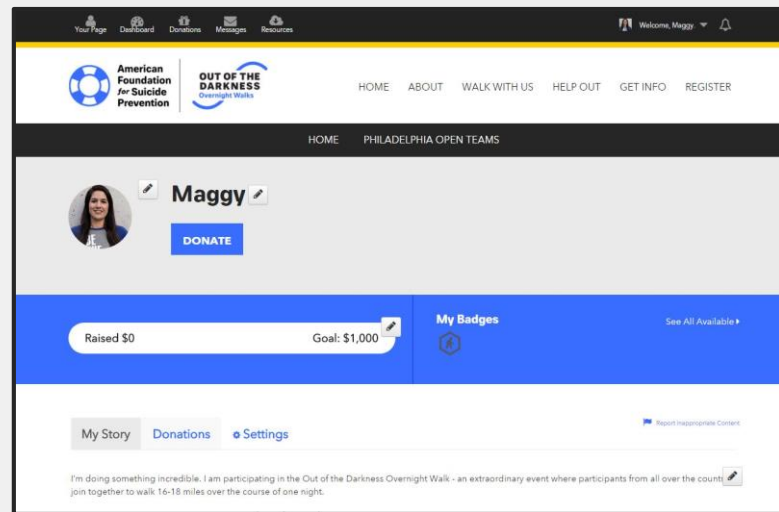 Your Page Dashboard Donations Messages Resources Welcome, Maggy.
American
Foundation
for Suicide
Prevention
OUT OF THE
DARKNESS
Overnight Walks
HOME ABOUT WALK WITH US HELP OUT GET INFO REGISTER
HOME PHILADELPHIA OPEN TEAMS
Maggy
DONATE
Raised $0 Goal: $1,000
My Badges
See All Available
My Story Donations Settings
Report Inappropriate Content
I'm doing something incredible. I am participating in the Out of the Darkness Overnight Walk - an extraordinary event where participants from all over the
join together to walk 16-18 miles over the course of one night.